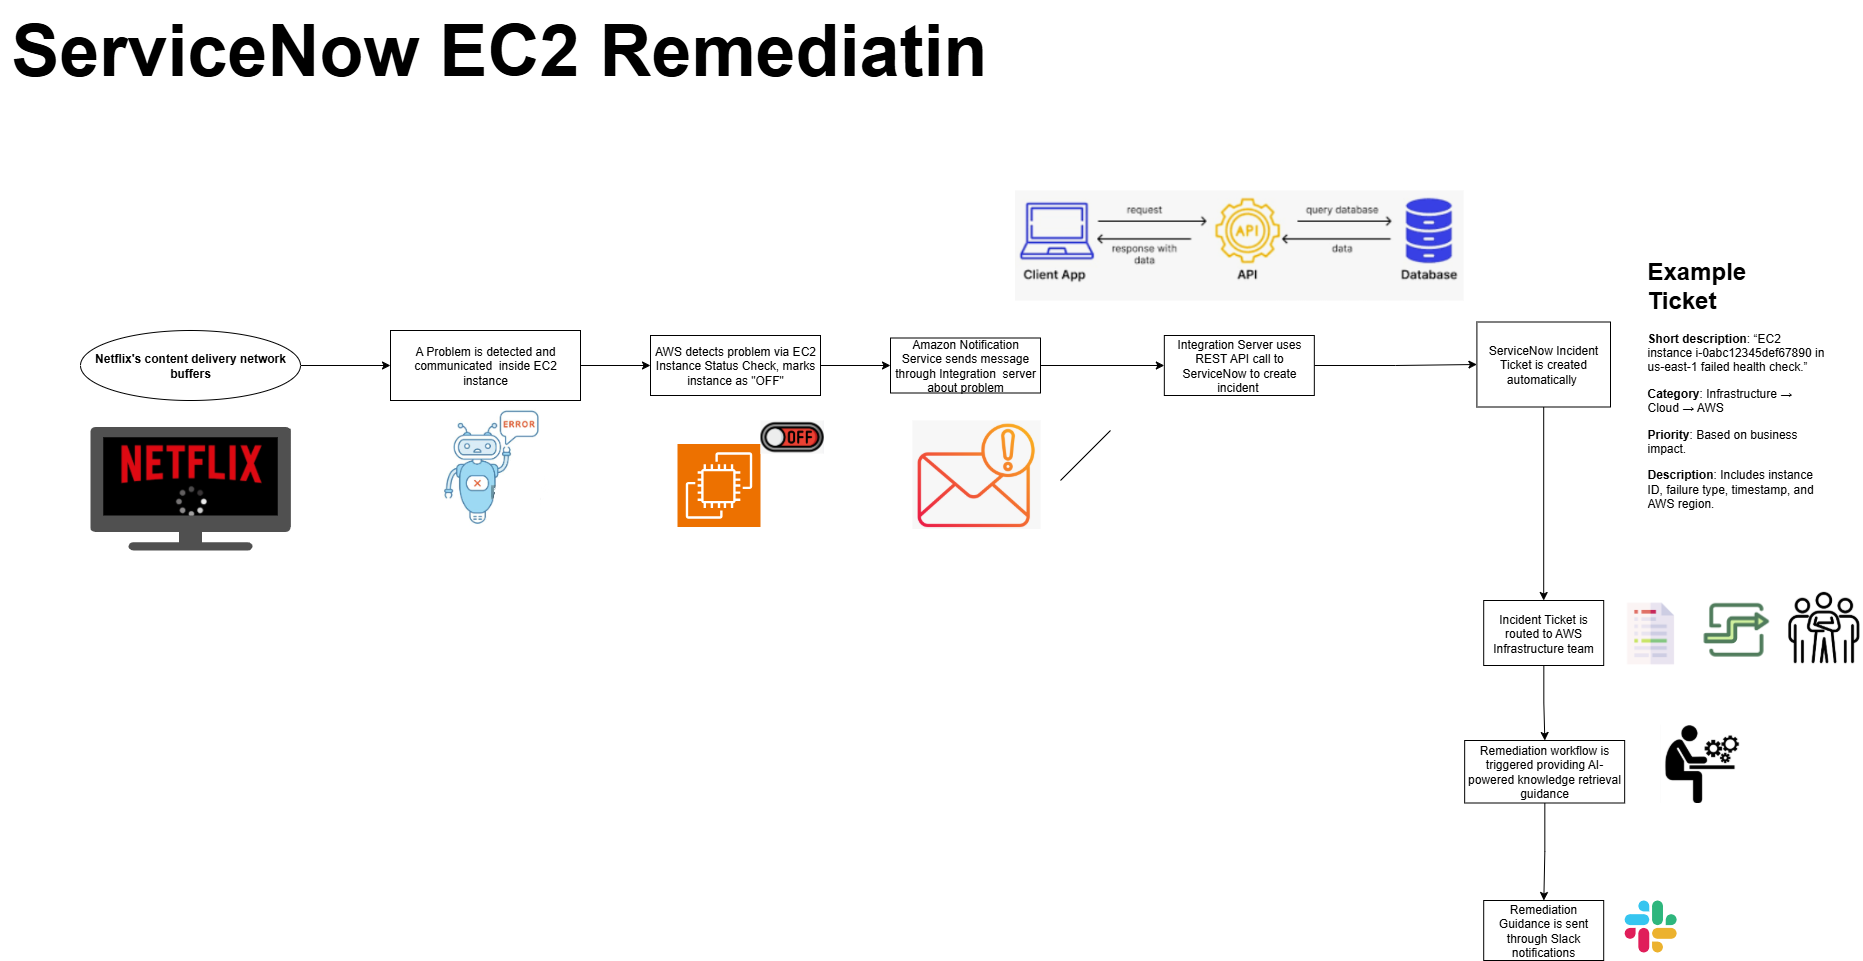 ServiceNow EC2 Remediatin
request
query database
API
response with
data
data
Client App
API
Database
Example
Ticket
Short description: “EC2
instance i-0abc12345def67890 in
us-east-1 failed health check.”
Category: Infrastructure →
Cloud → AWS
Priority: Based on business
impact.
Description: Includes instance
ID, failure type, timestamp, and
AWS region.
Netflix's content delivery network
buffers
A Problem is detected and
communicated inside EC2
instance
AWS detects problem via EC2
Instance Status Check, marks
instance as "OFF"
Amazon Notification
Service sends message
through Integration server
about problem
Integration Server uses
REST API call to
ServiceNow to create
incident
ServiceNow Incident
Ticket is created
automatically
NETFLIX
ERROR
OFF
Incident Ticket is
routed to AWS
Infrastructure team
Remediation workflow is
triggered providing AI-
powered knowledge retrieval
guidance
Remediation
Guidance is sent
through Slack
notifications